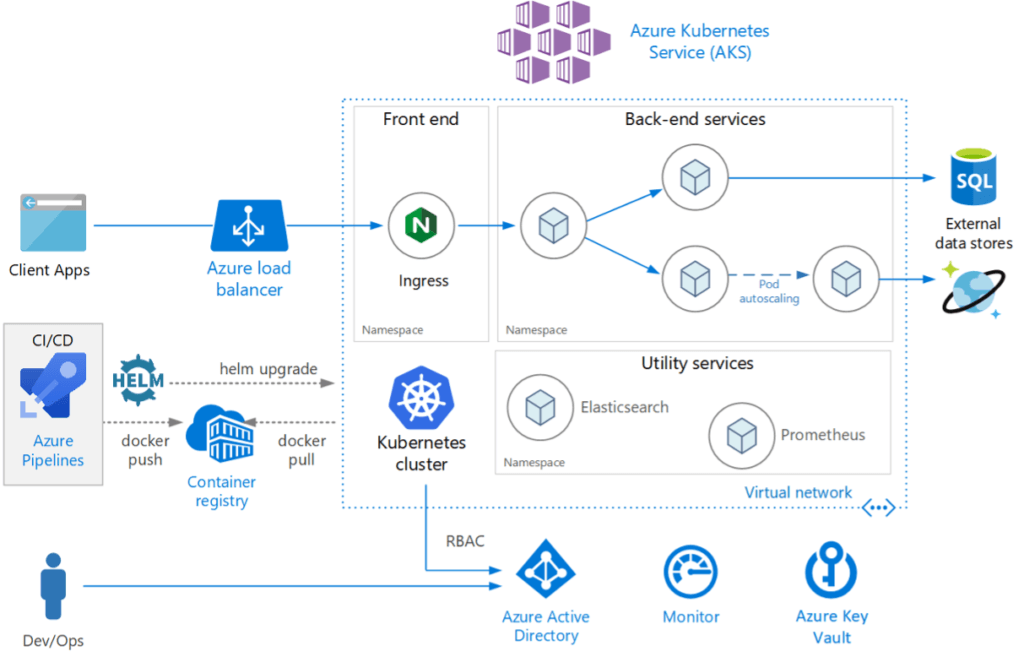 Azure Kubernetes
Service (AKS)
Front end
Back-end services
SQL
Client Apps
Azure load
balancer
N
Ingress
External
data stores
Pod
autoscaling
Namespace
Namespace
CI/CD
HELM
helm upgrade
Azure
Pipelines
docker
push
docker
pull
Container
registry
Kubernetes
cluster
Utility services
Elasticsearch
Prometheus
Namespace
Virtual network
RBAC
Dev/Ops
Azure Active
Directory
Monitor
Azure Key
Vault